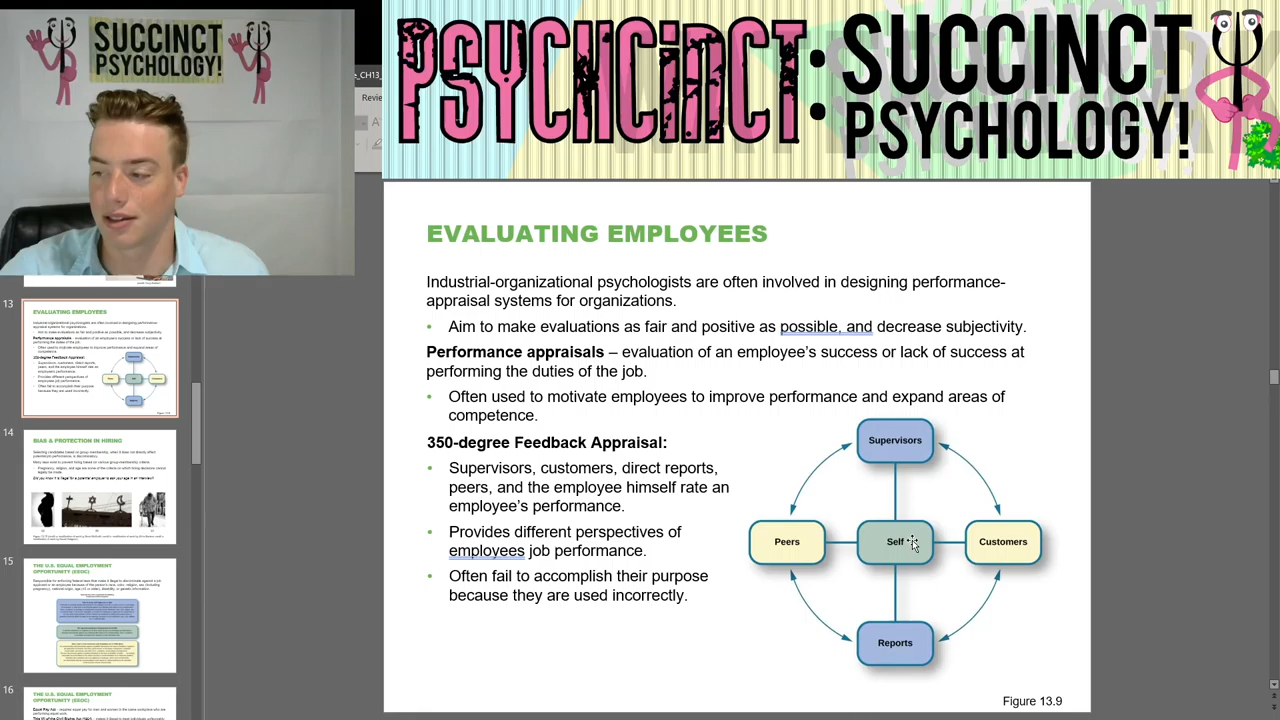 SUCCINCT
PSYCHOLOGY!
PSYCHCINCT:
SUCCINCT
PSYCHOLOGY!
e_CH13_
Revie
EVALUATING EMPLOYEES
Industrial-organizational psychologists are often involved in designing performance-
appraisal systems for organizations.
• Aim to make evaluations as fair and positive as possible, and decrease subjectivity.
Performance appraisals – evaluation of an employee's success or lack of success at
performing the duties of the job.
• Often used to motivate employees to improve performance and expand areas of
competence.
350-degree Feedback Appraisal:
• Supervisors, customers, direct reports,
peers, and the employee himself rate an
employee's performance.
• Provides different perspectives of
employees job performance.
• Often fail to accomplish their purpose
because they are used incorrectly.
Supervisors
Peers
Self
Customers
Reports
Figure 13.9
13
EVALUATING EMPLOYEES
14
BIAS & PROTECTION IN HIRING
15
THE U.S. EQUAL EMPLOYMENT
OPPORTUNITY (EEOC)
16
THE U.S. EQUAL EMPLOYMENT
OPPORTUNITY (EEOC)